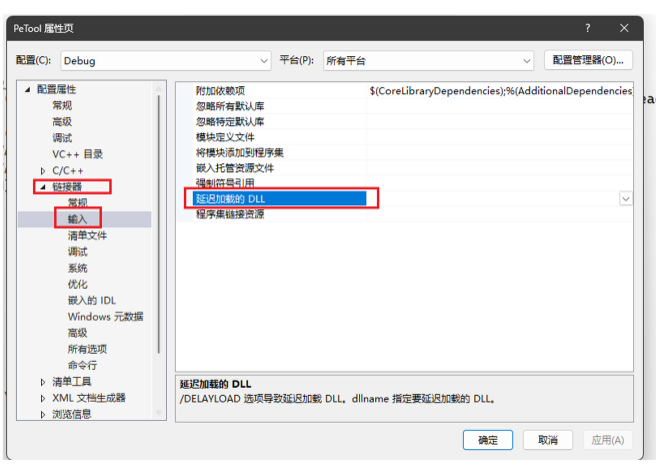 PeTool 属性页
配置(C):
Debug
平台(P):
所有平台
配置管理器(O)...
配置属性
常规
高级
调试
VC++ 目录
C/C++
链接器
常规
输入
清单文件
调试
系统
优化
嵌入的 IDL
Windows 元数据
高级
所有选项
命令行
清单工具
XML 文档生成器
浏览信息
附加依赖项
$(CoreLibraryDependencies);%(AdditionalDependencies
忽略所有默认库
忽略特定默认库
模块定义文件
将模块添加到程序集
嵌入托管资源文件
强制符号引用
延迟加载的 DLL
程序集链接资源
延迟加载的 DLL
/DELAYLOAD 选项导致延迟加载 DLL。dllname 指定要延迟加载的 DLL。
确定
取消
应用(A)
ea